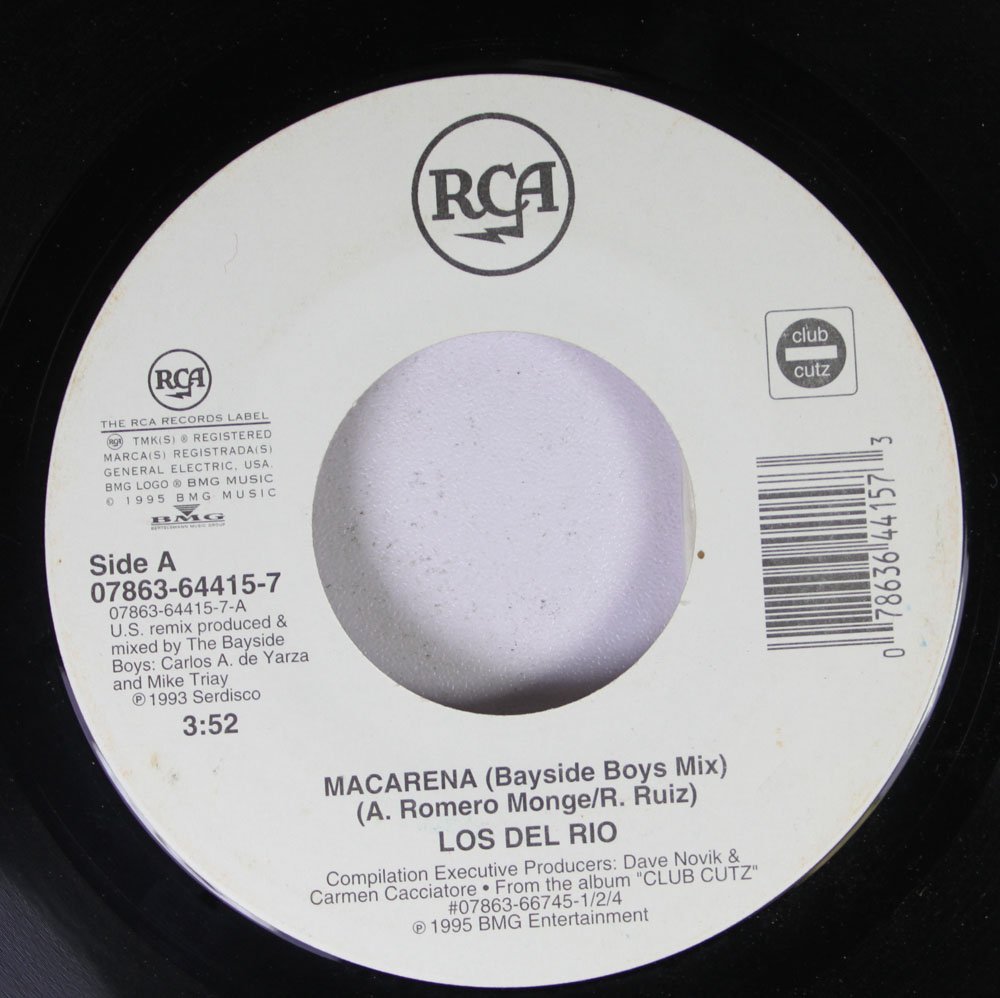 RCA
club
cutz
RCA
THE RCA RECORDS LABEL
RCA TMK(S) ® REGISTERED
MARCA(S) REGISTRADA(S)
GENERAL ELECTRIC, USA.
BMG LOGO ® BMG MUSIC
© 1995 BMG MUSIC
BMG
BERTELSMANN MUSIC GROUP
Side A
07863-64415-7
07863-64415-7-A
U.S. remix produced &
mixed by The Bayside
Boys: Carlos A. de Yarza
and Mike Triay
℗ 1993 Serdisco
3:52
0 78636 44157 3
MACARENA (Bayside Boys Mix)
(A. Romero Monge/R. Ruiz)
LOS DEL RIO
Compilation Executive Producers: Dave Novik &
Carmen Cacciatore • From the album "CLUB CUTZ"
#07863-66745-1/2/4
℗ 1995 BMG Entertainment